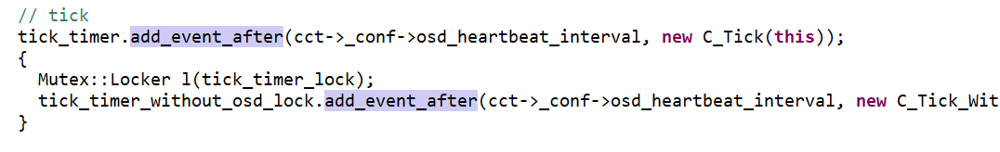 // tick
tick_timer.add_event_after(cct->_conf->osd_heartbeat_interval, new C_Tick(this));
{
Mutex::Locker l(tick_timer_lock);
tick_timer_without_osd_lock.add_event_after(cct->_conf->osd_heartbeat_interval, new C_Tick_Wit
}